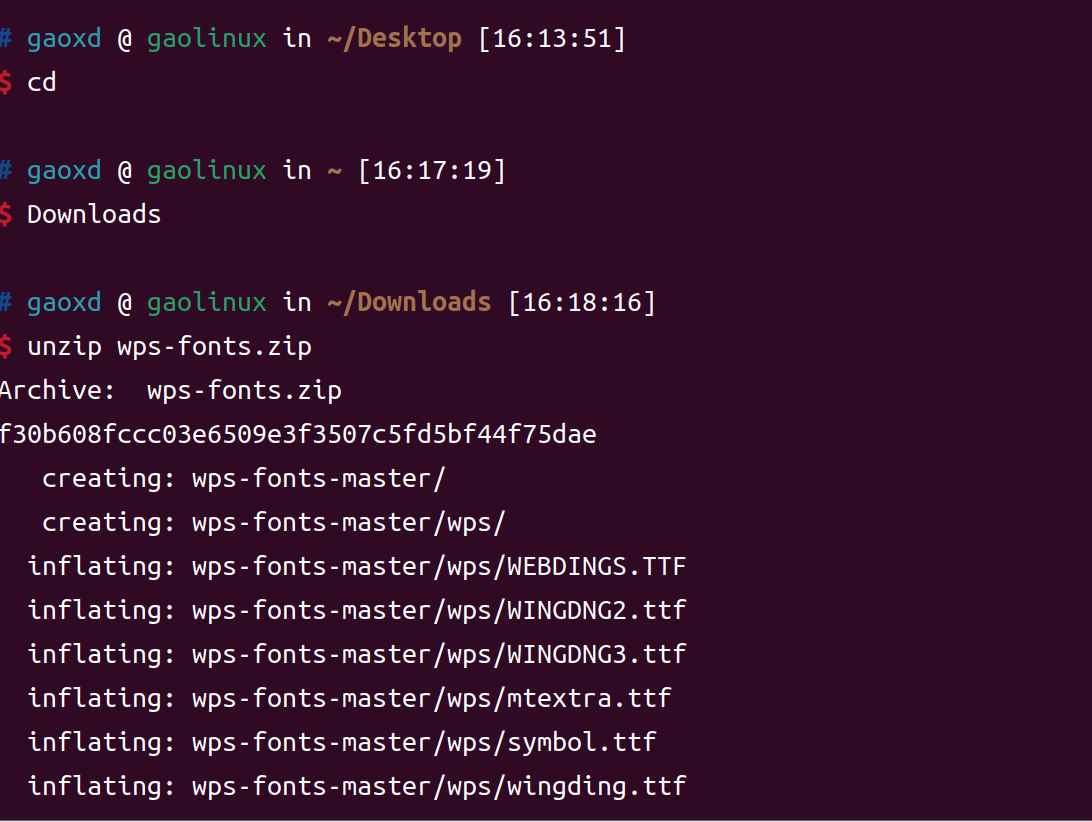 # gaoxd @ gaolinux in ~/Desktop [16:13:51]
$ cd
# gaoxd @ gaolinux in ~ [16:17:19]
$ Downloads
# gaoxd @ gaolinux in ~/Downloads [16:18:16]
$ unzip wps-fonts.zip
Archive:  wps-fonts.zip
f30b608fccc03e6509e3f3507c5fd5bf44f75dae
   creating: wps-fonts-master/
   creating: wps-fonts-master/wps/
  inflating: wps-fonts-master/wps/WEBDINGS.TTF
  inflating: wps-fonts-master/wps/WINGDNG2.ttf
  inflating: wps-fonts-master/wps/WINGDNG3.ttf
  inflating: wps-fonts-master/wps/mtextra.ttf
  inflating: wps-fonts-master/wps/symbol.ttf
  inflating: wps-fonts-master/wps/wingding.ttf